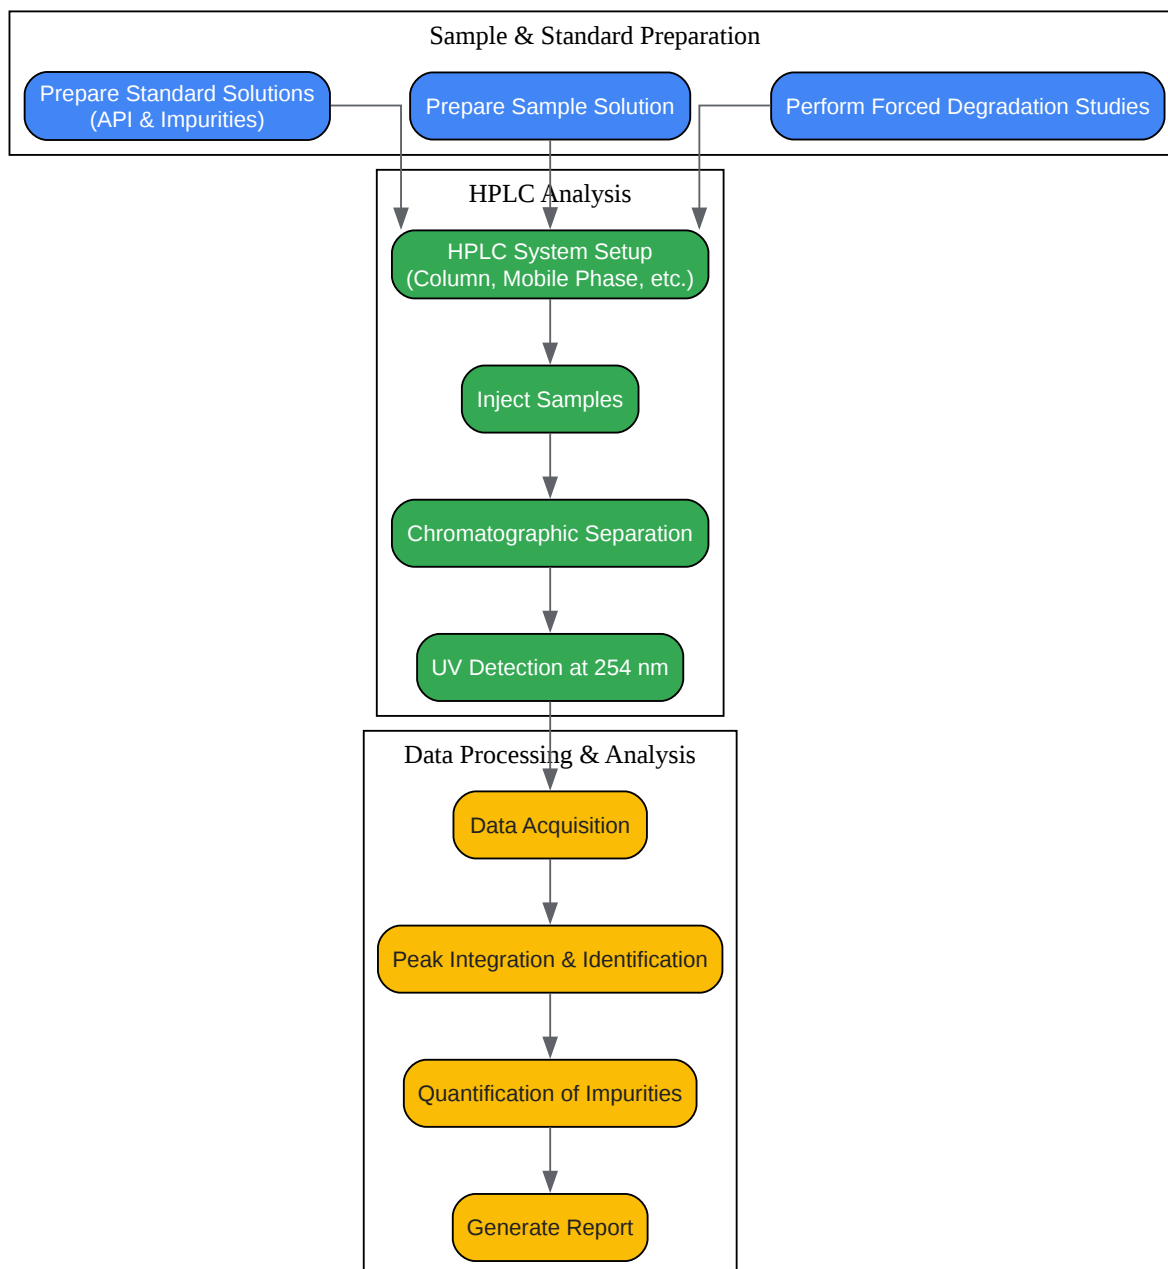 Sample & Standard Preparation
Prepare Standard Solutions
(API & Impurities)
Prepare Sample Solution
Perform Forced Degradation Studies
HPLC Analysis
HPLC System Setup
(Column, Mobile Phase, etc.)
Inject Samples
Chromatographic Separation
UV Detection at 254 nm
Data Processing & Analysis
Data Acquisition
Peak Integration & Identification
Quantification of Impurities
Generate Report